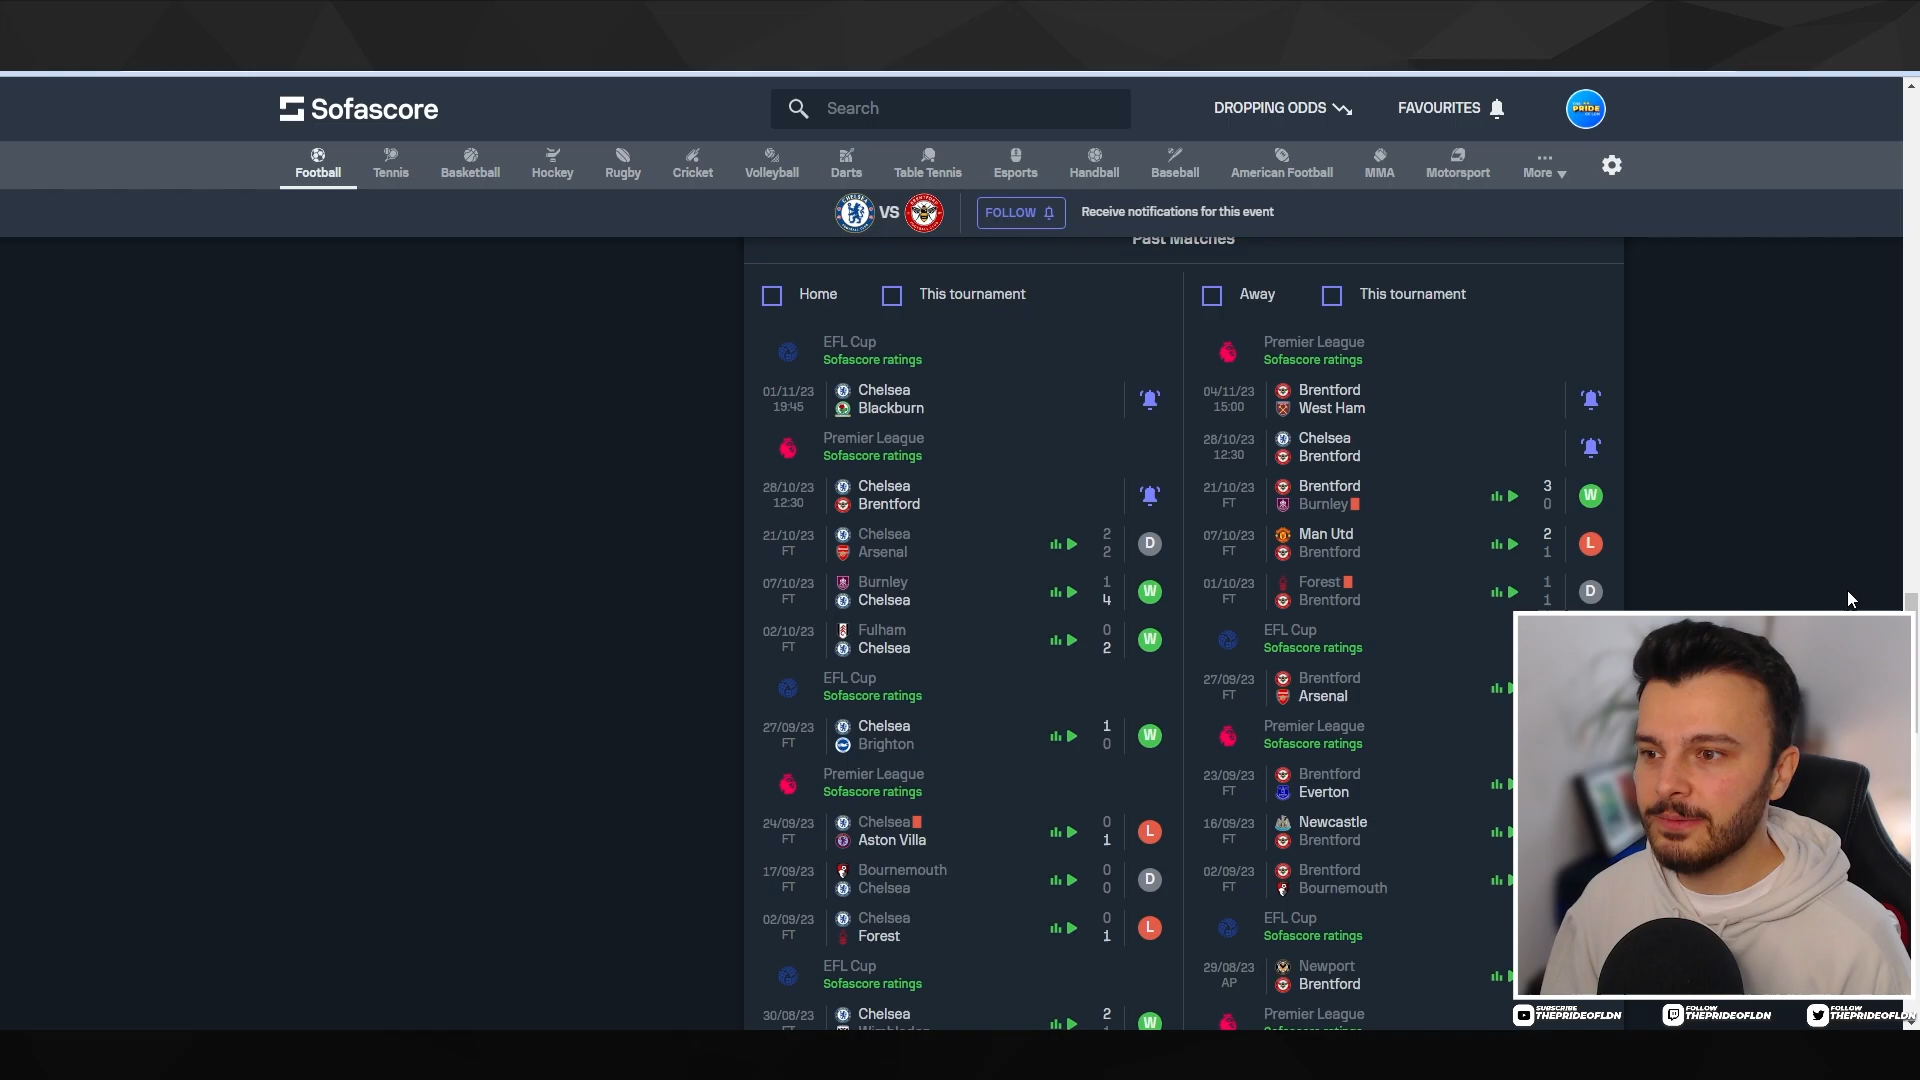 Sofascore
Search
DROPPING ODDS
FAVOURITES
PRIDE
Football
Tennis
Basketball
Hockey
Rugby
Cricket
Volleyball
Darts
Table Tennis
Esports
Handball
Baseball
American Football
MMA
Motorsport
More
VS
FOLLOW
Receive notifications for this event
Past Matches
Home
This tournament
EFL Cup
Sofascore ratings
01/11/23 Chelsea
19:45 Blackburn
Premier League
Sofascore ratings
28/10/23 Chelsea
12:30 Brentford
21/10/23 Chelsea 2
FT Arsenal 2 D
07/10/23 Burnley 1
FT Chelsea 4 W
02/10/23 Fulham 0
FT Chelsea 2 W
EFL Cup
Sofascore ratings
27/09/23 Chelsea 1
FT Brighton 0 W
Premier League
Sofascore ratings
24/09/23 Chelsea 0
FT Aston Villa 1 L
17/09/23 Bournemouth 0
FT Chelsea 0 D
02/09/23 Chelsea 0
FT Forest 1 L
EFL Cup
Sofascore ratings
30/08/23 Chelsea 2
W
Away
This tournament
Premier League
Sofascore ratings
04/11/23 Brentford
15:00 West Ham
28/10/23 Chelsea
12:30 Brentford
21/10/23 Brentford 3
FT Burnley 0 W
07/10/23 Man Utd 2
FT Brentford 1 L
01/10/23 Forest 1
FT Brentford 1 D
EFL Cup
Sofascore ratings
27/09/23 Brentford
FT Arsenal
Premier League
Sofascore ratings
23/09/23 Brentford
FT Everton
16/09/23 Newcastle
FT Brentford
02/09/23 Brentford
FT Bournemouth
EFL Cup
Sofascore ratings
29/08/23 Newport
AP Brentford
Premier League
SUBSCRIBE
THEPRIDEOFLDN
FOLLOW
THEPRIDEOFLDN
FOLLOW
THEPRIDEOFLDN